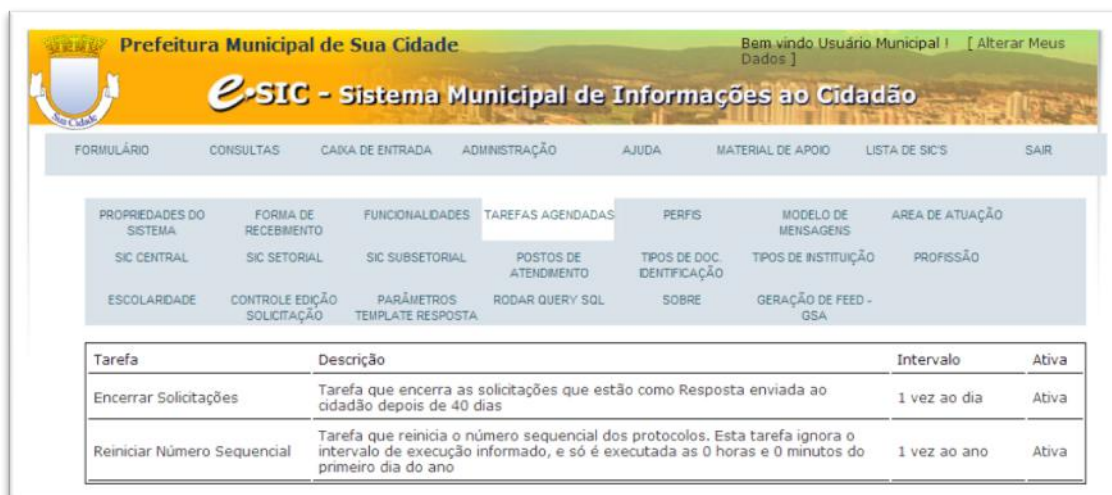 Prefeitura Municipal de Sua Cidade
Bem vindo Usuário Municipal ! [ Alterar Meus
Dados ]
e•SIC - Sistema Municipal de Informações ao Cidadão
Sua Cidade
FORMULÁRIO CONSULTAS CAIXA DE ENTRADA ADMINISTRAÇÃO AJUDA MATERIAL DE APOIO LISTA DE SIC'S SAIR
PROPRIEDADES DO SISTEMA FORMA DE RECEBIMENTO FUNCIONALIDADES TAREFAS AGENDADAS PERFIS MODELO DE MENSAGENS AREA DE ATUAÇÃO
SIC CENTRAL SIC SETORIAL SIC SUBSETORIAL POSTOS DE ATENDIMENTO TIPOS DE DOC. IDENTIFICAÇÃO TIPOS DE INSTITUIÇÃO PROFISSÃO
ESCOLARIDADE CONTROLE EDIÇÃO SOLICITAÇÃO PARÂMETROS TEMPLATE RESPOSTA RODAR QUERY SQL SOBRE GERAÇÃO DE FEED - GSA
Tarefa Descrição Intervalo Ativa
Encerrar Solicitações Tarefa que encerra as solicitações que estão como Resposta enviada ao
cidadão depois de 40 dias 1 vez ao dia Ativa
Reiniciar Número Sequencial Tarefa que reinicia o número sequencial dos protocolos. Esta tarefa ignora o
intervalo de execução informado, e só é executada as 0 horas e 0 minutos do
primeiro dia do ano 1 vez ao ano Ativa